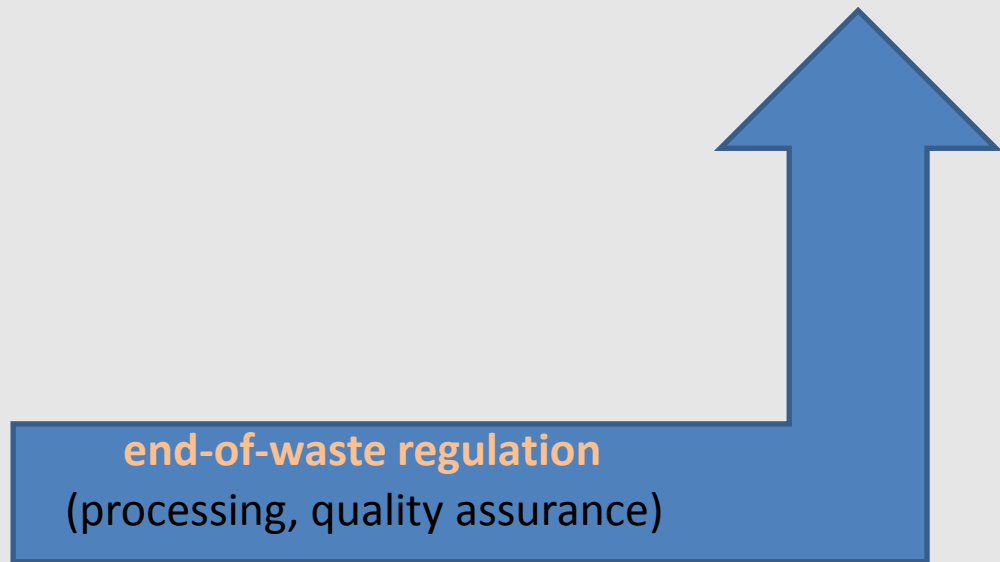 end-of-waste regulation
(processing, quality assurance)